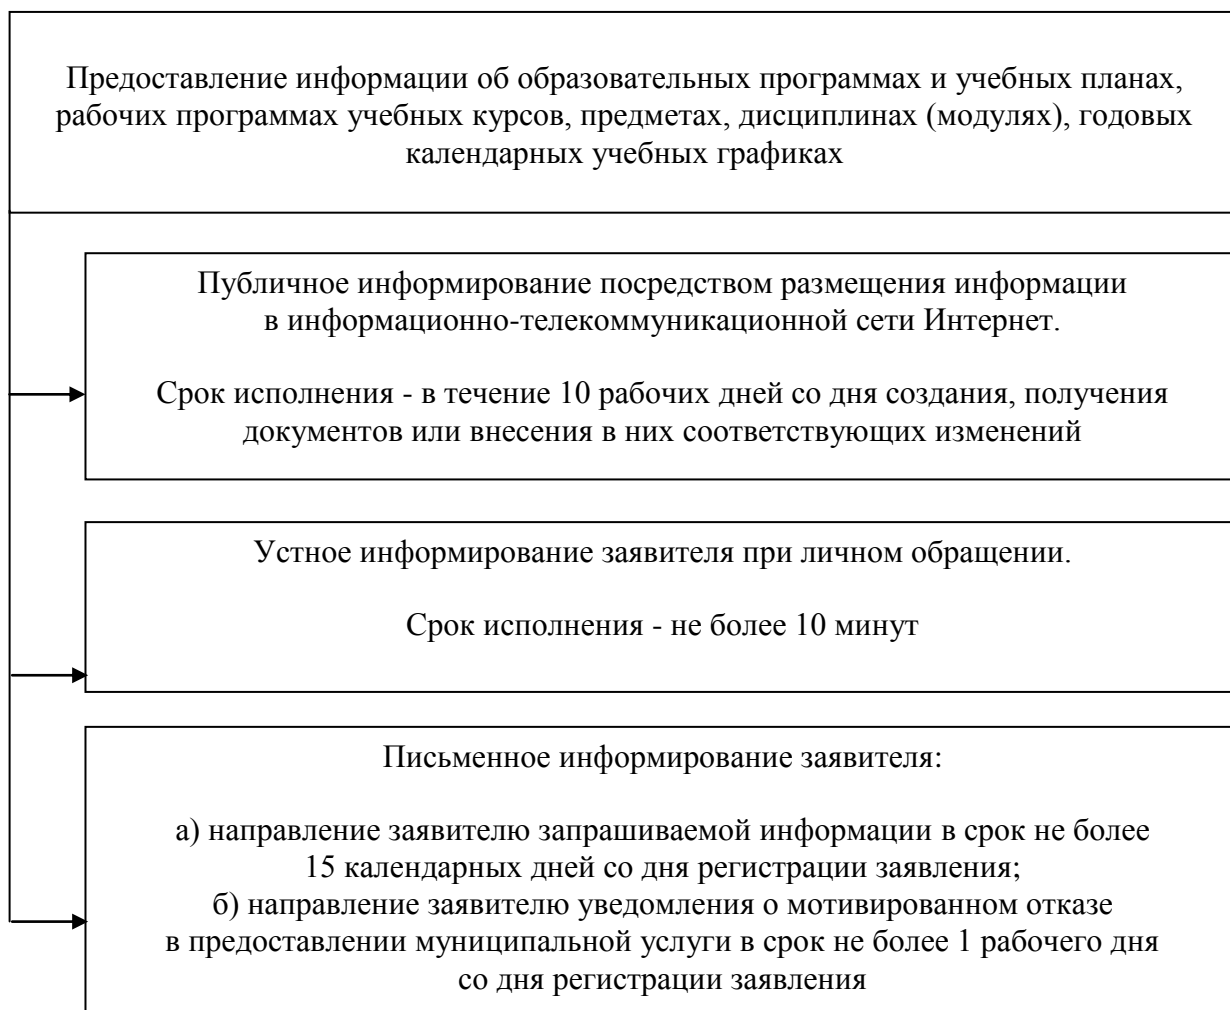 Предоставление информации об образовательных программах и учебных планах,
рабочих программах учебных курсов, предметах, дисциплинах (модулях), годовых
календарных учебных графиках
Публичное информирование посредством размещения информации
в информационно-телекоммуникационной сети Интернет.
Срок исполнения - в течение 10 рабочих дней со дня создания, получения
документов или внесения в них соответствующих изменений
Устное информирование заявителя при личном обращении.
Срок исполнения - не более 10 минут
Письменное информирование заявителя:
а) направление заявителю запрашиваемой информации в срок не более
15 календарных дней со дня регистрации заявления;
б) направление заявителю уведомления о мотивированном отказе
в предоставлении муниципальной услуги в срок не более 1 рабочего дня
со дня регистрации заявления